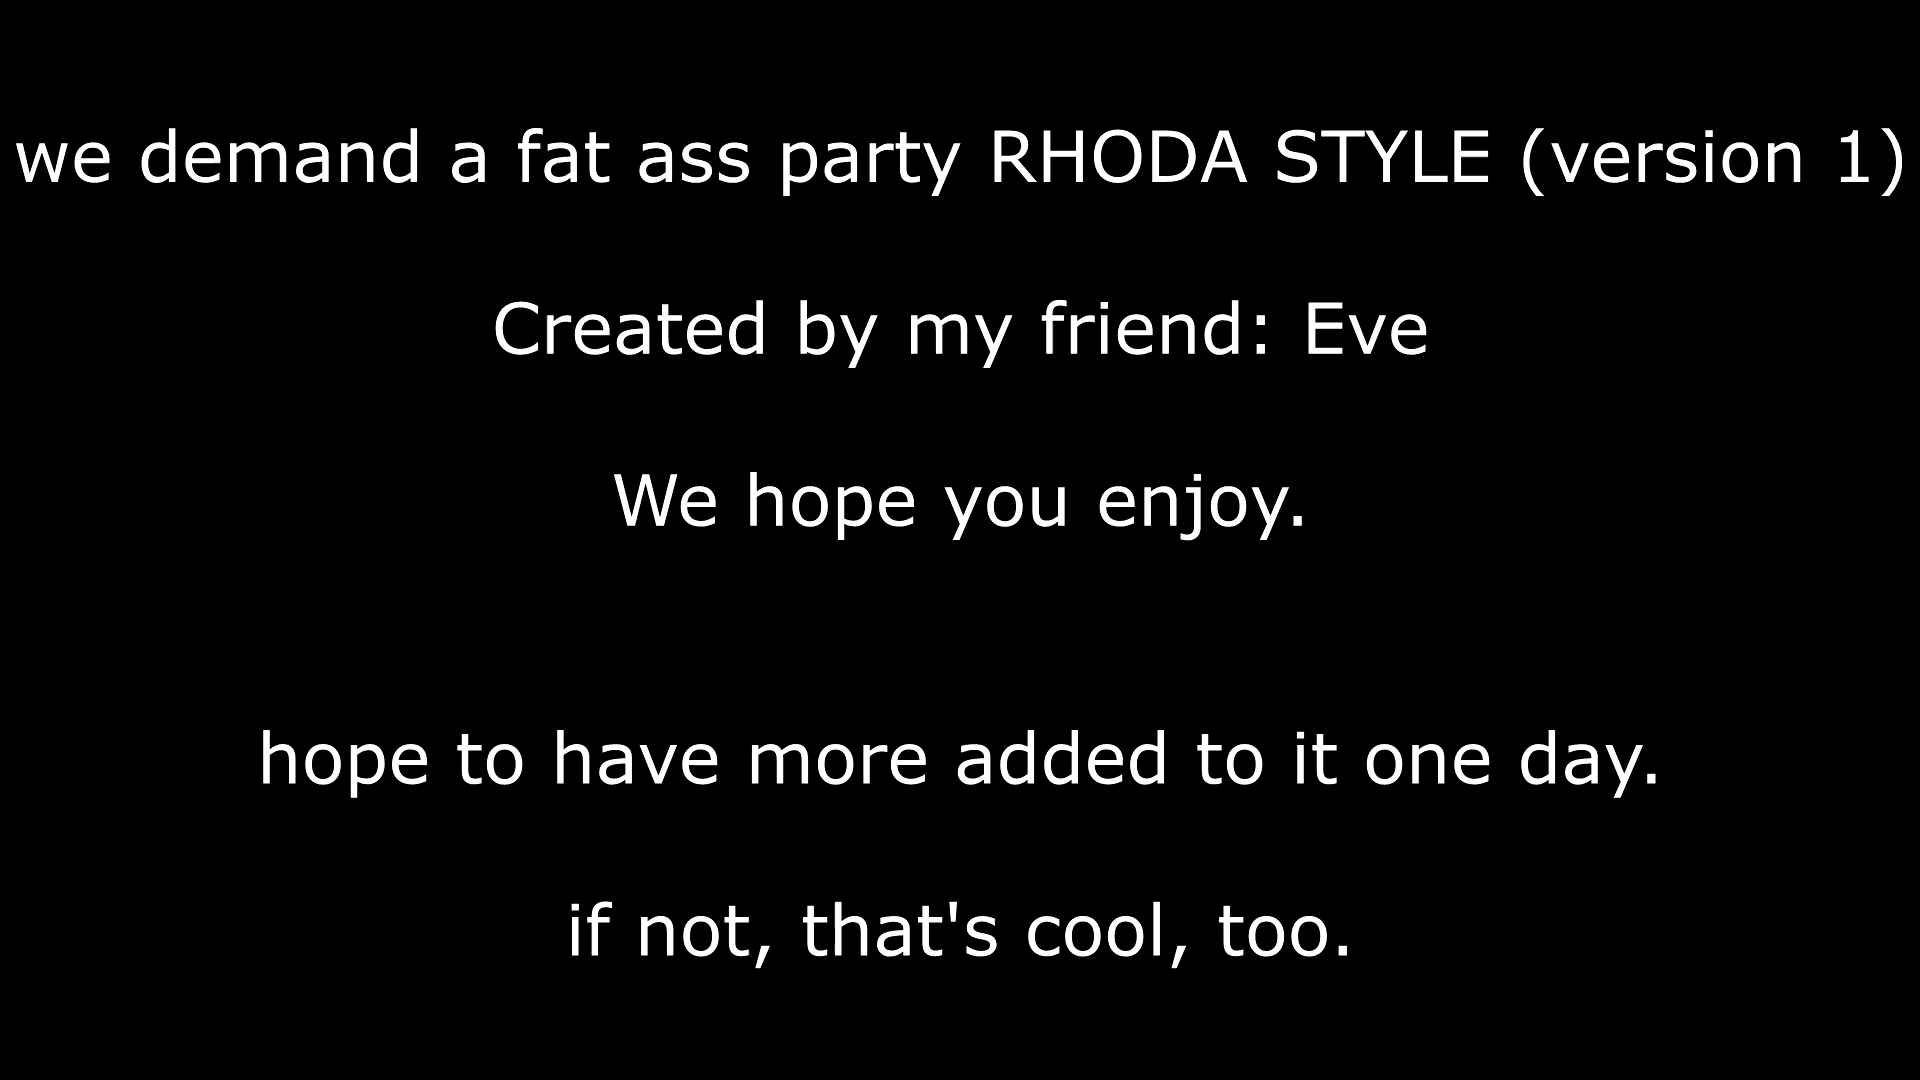 we demand a fat ass party RHODA STYLE (version 1)
Created by my friend: Eve
We hope you enjoy.
hope to have more added to it one day.
if not, that's cool, too.